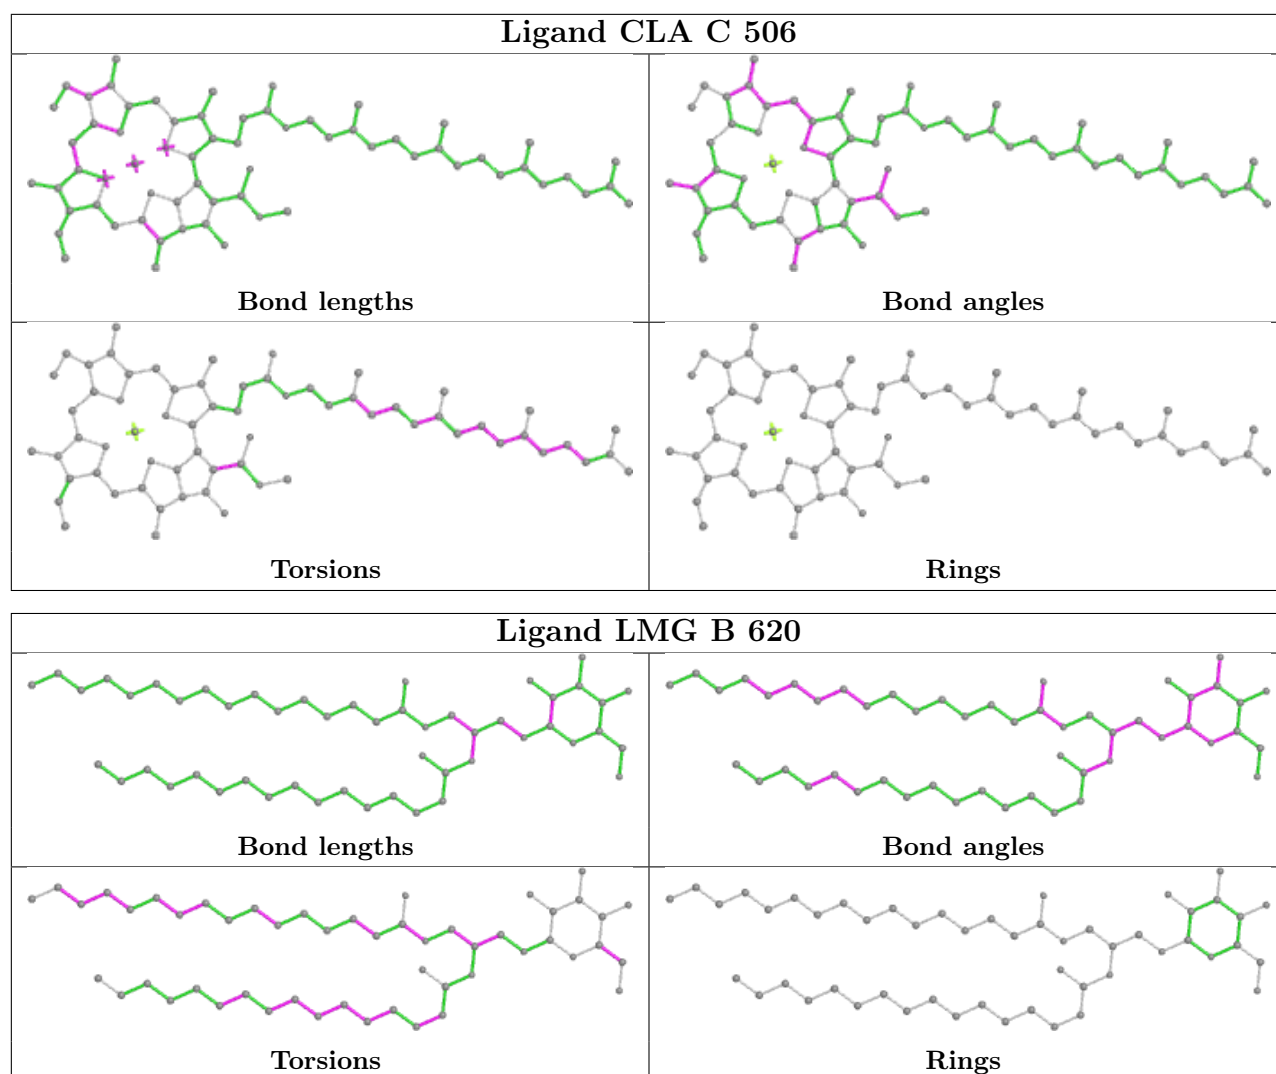 Ligand CLA C 506
Bond lengths
Bond angles
Torsions
Rings
Ligand LMG B 620
Bond lengths
Bond angles
Torsions
Rings